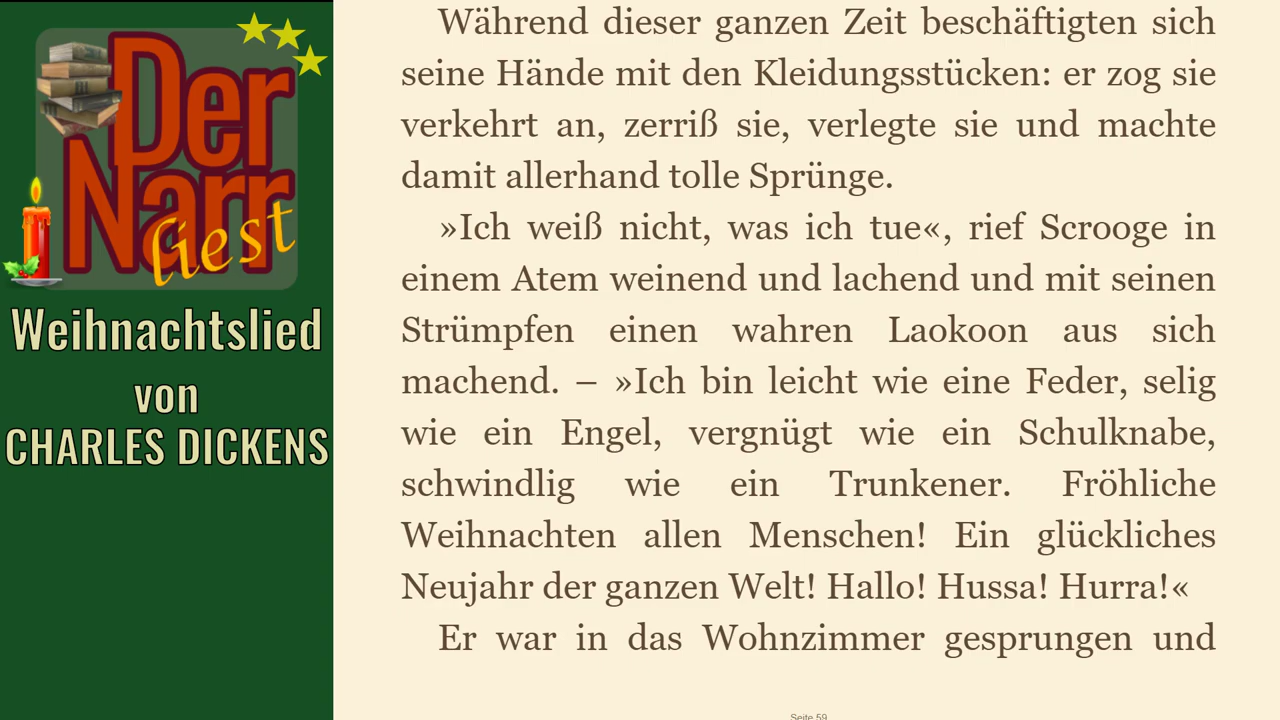 Der
Narr
liest
Weihnachtslied
von
CHARLES DICKENS
Während dieser ganzen Zeit beschäftigten sich
seine Hände mit den Kleidungsstücken: er zog sie
verkehrt an, zerriß sie, verlegte sie und machte
damit allerhand tolle Sprünge.
»Ich weiß nicht, was ich tue«, rief Scrooge in
einem Atem weinend und lachend und mit seinen
Strümpfen einen wahren Laokoon aus sich
machend. – »Ich bin leicht wie eine Feder, selig
wie ein Engel, vergnügt wie ein Schulknabe,
schwindlig wie ein Trunkener. Fröhliche
Weihnachten allen Menschen! Ein glückliches
Neujahr der ganzen Welt! Hallo! Hussa! Hurra!«
Er war in das Wohnzimmer gesprungen und
Seite 59